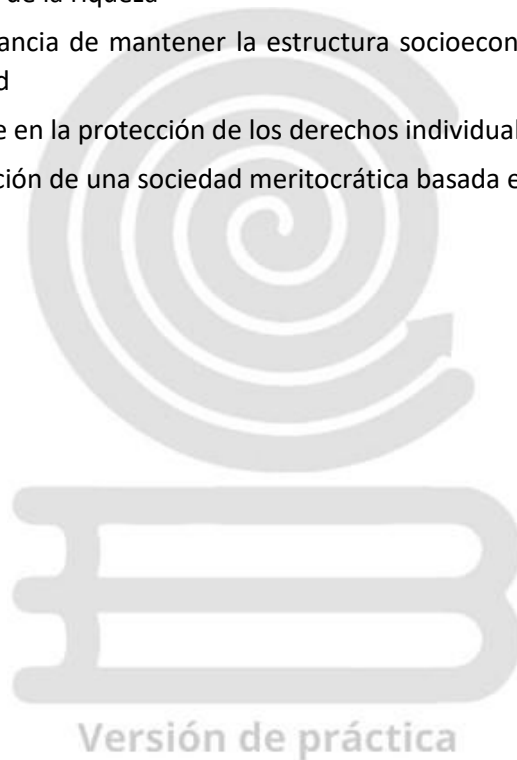 de la riqueza
ancia de mantener la estructura socioecon
d
e en la protección de los derechos individual
ción de una sociedad meritocrática basada e
Versión de práctica